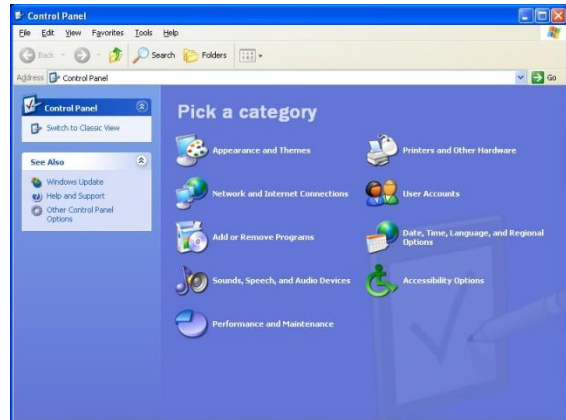 Control Panel
File Edit View Favorites Tools Help
Back Search Folders
Address Control Panel Go
Control Panel
Switch to Classic View
See Also
Windows Update
Help and Support
Other Control Panel
Options
Pick a category
Appearance and Themes
Printers and Other Hardware
Network and Internet Connections
User Accounts
Add or Remove Programs
Date, Time, Language, and Regional
Options
Sounds, Speech, and Audio Devices
Accessibility Options
Performance and Maintenance